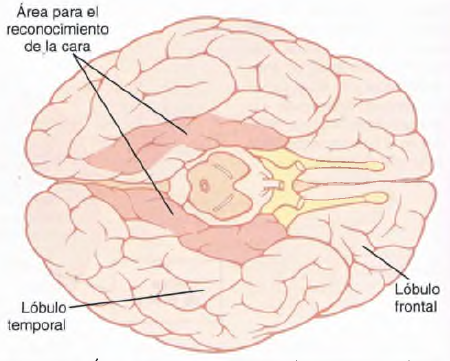 Área para el
reconocimiento
de la cara
Lóbulo
temporal
Lóbulo
frontal